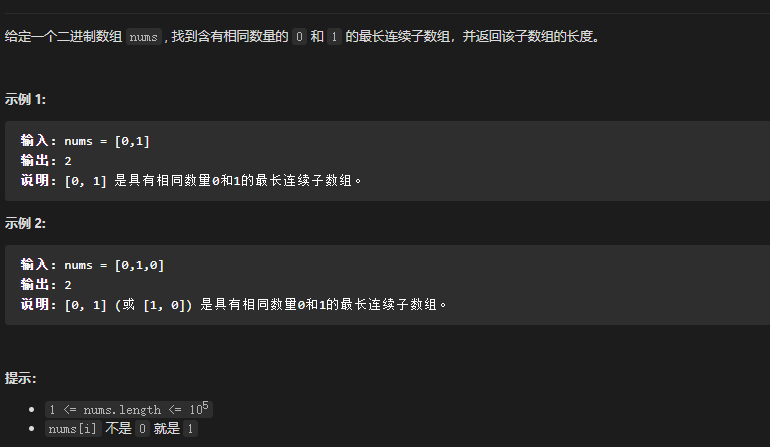 给定一个二进制数组 nums , 找到含有相同数量的 0 和 1 的最长连续子数组，并返回该子数组的长度。
示例 1:
输入: nums = [0,1]
输出: 2
说明: [0, 1] 是具有相同数量0和1的最长连续子数组。
示例 2:
输入: nums = [0,1,0]
输出: 2
说明: [0, 1] (或 [1, 0]) 是具有相同数量0和1的最长连续子数组。
提示：
• 1 <= nums.length <= 10⁵
• nums[i] 不是 0 就是 1